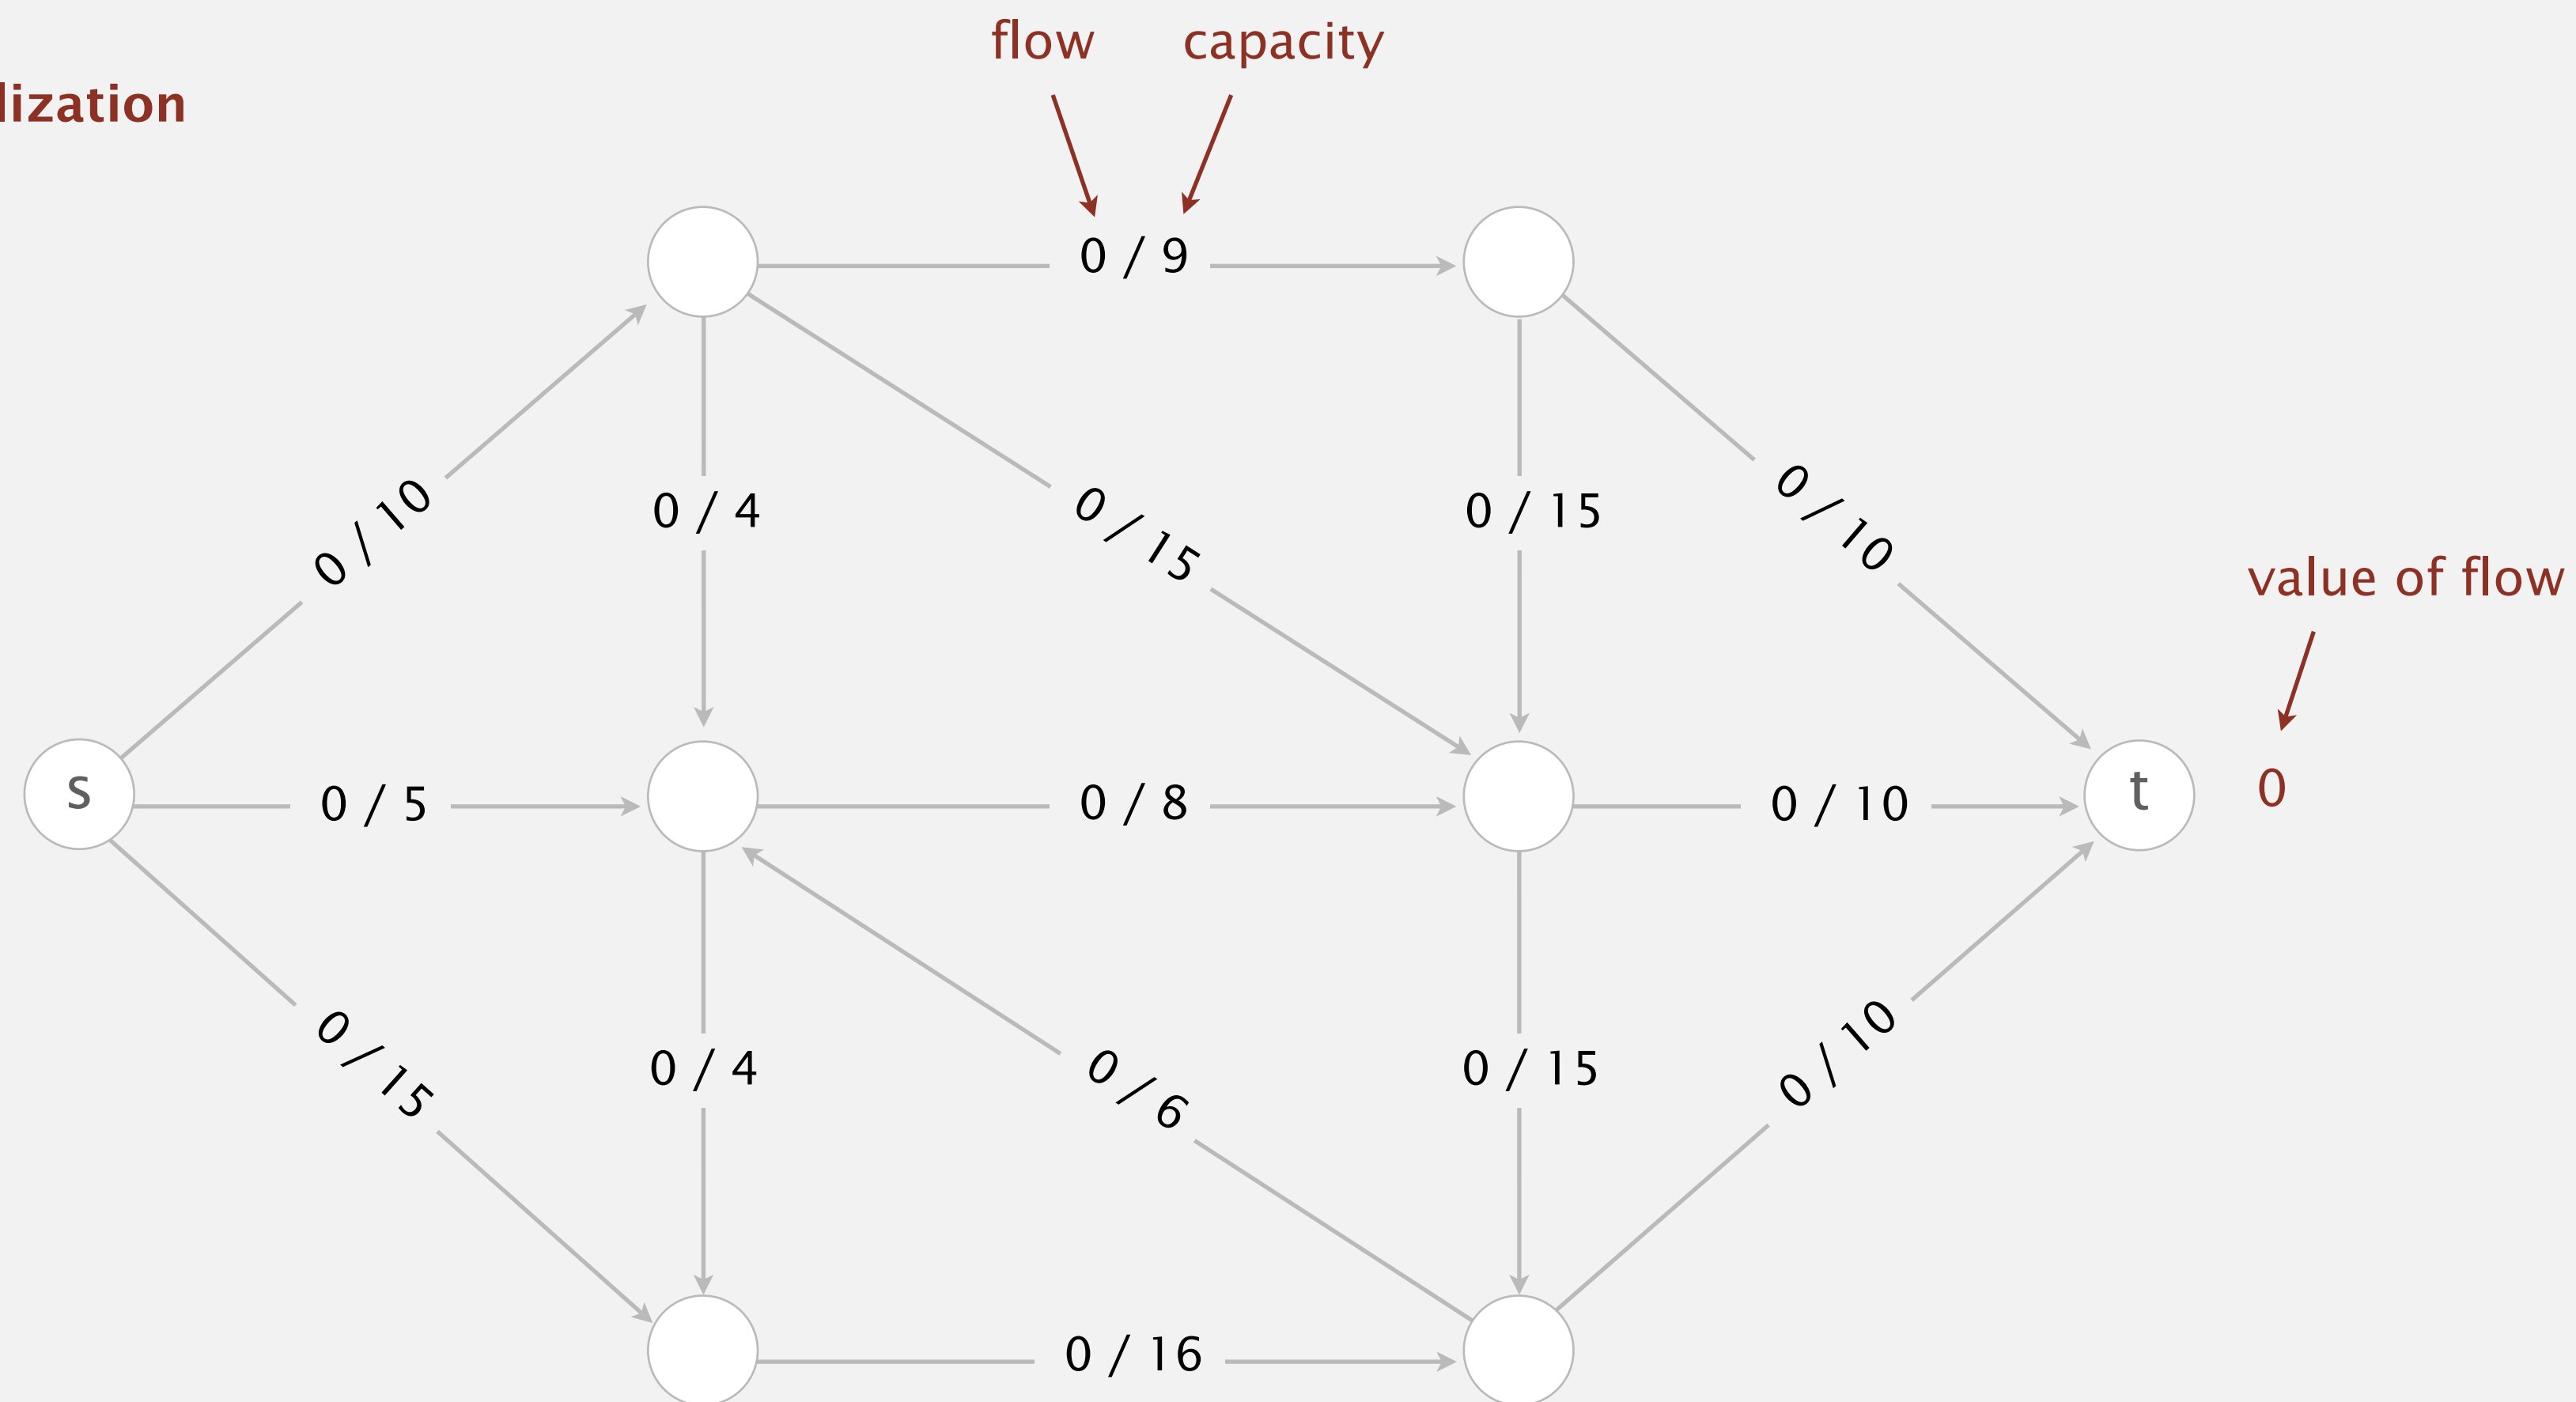 flow capacity
lization
0 / 9
0 / 10
0 / 4
0 / 15
0 / 15
0 / 10
value of flow
s
0 / 5
0 / 8
0 / 10
t
0
0 / 15
0 / 4
0 / 6
0 / 15
0 / 10
0 / 16